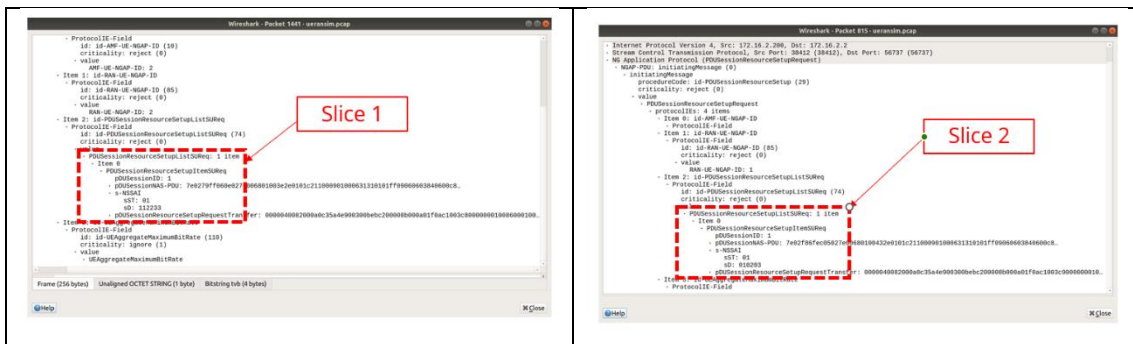 Wireshark · Packet 1441 · ueransim.pcap
- ProtocolIE-Field
id: id-AMF-UE-NGAP-ID (10)
criticality: reject (0)
- value
AMF-UE-NGAP-ID: 2
- Item 1: id-RAN-UE-NGAP-ID
- ProtocolIE-Field
id: id-RAN-UE-NGAP-ID (85)
criticality: reject (0)
- value
RAN-UE-NGAP-ID: 2
- Item 2: id-PDUSessionResourceSetupListSUReq
- ProtocolIE-Field
id: id-PDUSessionResourceSetupListSUReq (74)
criticality: reject (0)
- PDUSessionResourceSetupListSUReq: 1 item
- Item 0
- PDUSessionResourceSetupItemSUReq
pDUSessionID: 1
- s-NSSAI
sST: 01
sD: 112233
- ProtocolIE-Field
id: id-UEAggregateMaximumBitRate (110)
criticality: ignore (1)
- value
- UEAggregateMaximumBitRate
Frame (256 bytes) Unaligned OCTET STRING (1 byte) Bitstring tvb (4 bytes)
Help
Close
Slice 1
Wireshark · Packet 815 · ueransim.pcap
- Internet Protocol Version 4, Src: 172.16.2.200, Dst: 172.16.2.2
- Stream Control Transmission Protocol, Src Port: 38412 (38412), Dst Port: 56737 (56737)
- NG Application Protocol (PDUSessionResourceSetupRequest)
- NGAP-PDU: initiatingMessage (0)
- initiatingMessage
procedureCode: id-PDUSessionResourceSetup (29)
criticality: reject (0)
- value
- PDUSessionResourceSetupRequest
- protocolIEs: 4 items
- Item 0: id-AMF-UE-NGAP-ID
- ProtocolIE-Field
- Item 1: id-RAN-UE-NGAP-ID
- ProtocolIE-Field
id: id-RAN-UE-NGAP-ID (85)
criticality: reject (0)
- value
RAN-UE-NGAP-ID: 1
- Item 2: id-PDUSessionResourceSetupListSUReq
- ProtocolIE-Field
id: id-PDUSessionResourceSetupListSUReq (74)
criticality: reject (0)
- PDUSessionResourceSetupListSUReq: 1 item
- Item 0
- PDUSessionResourceSetupItemSUReq
pDUSessionID: 1
- s-NSSAI
sST: 01
sD: 010203
- ProtocolIE-Field
Help
Close
Slice 2